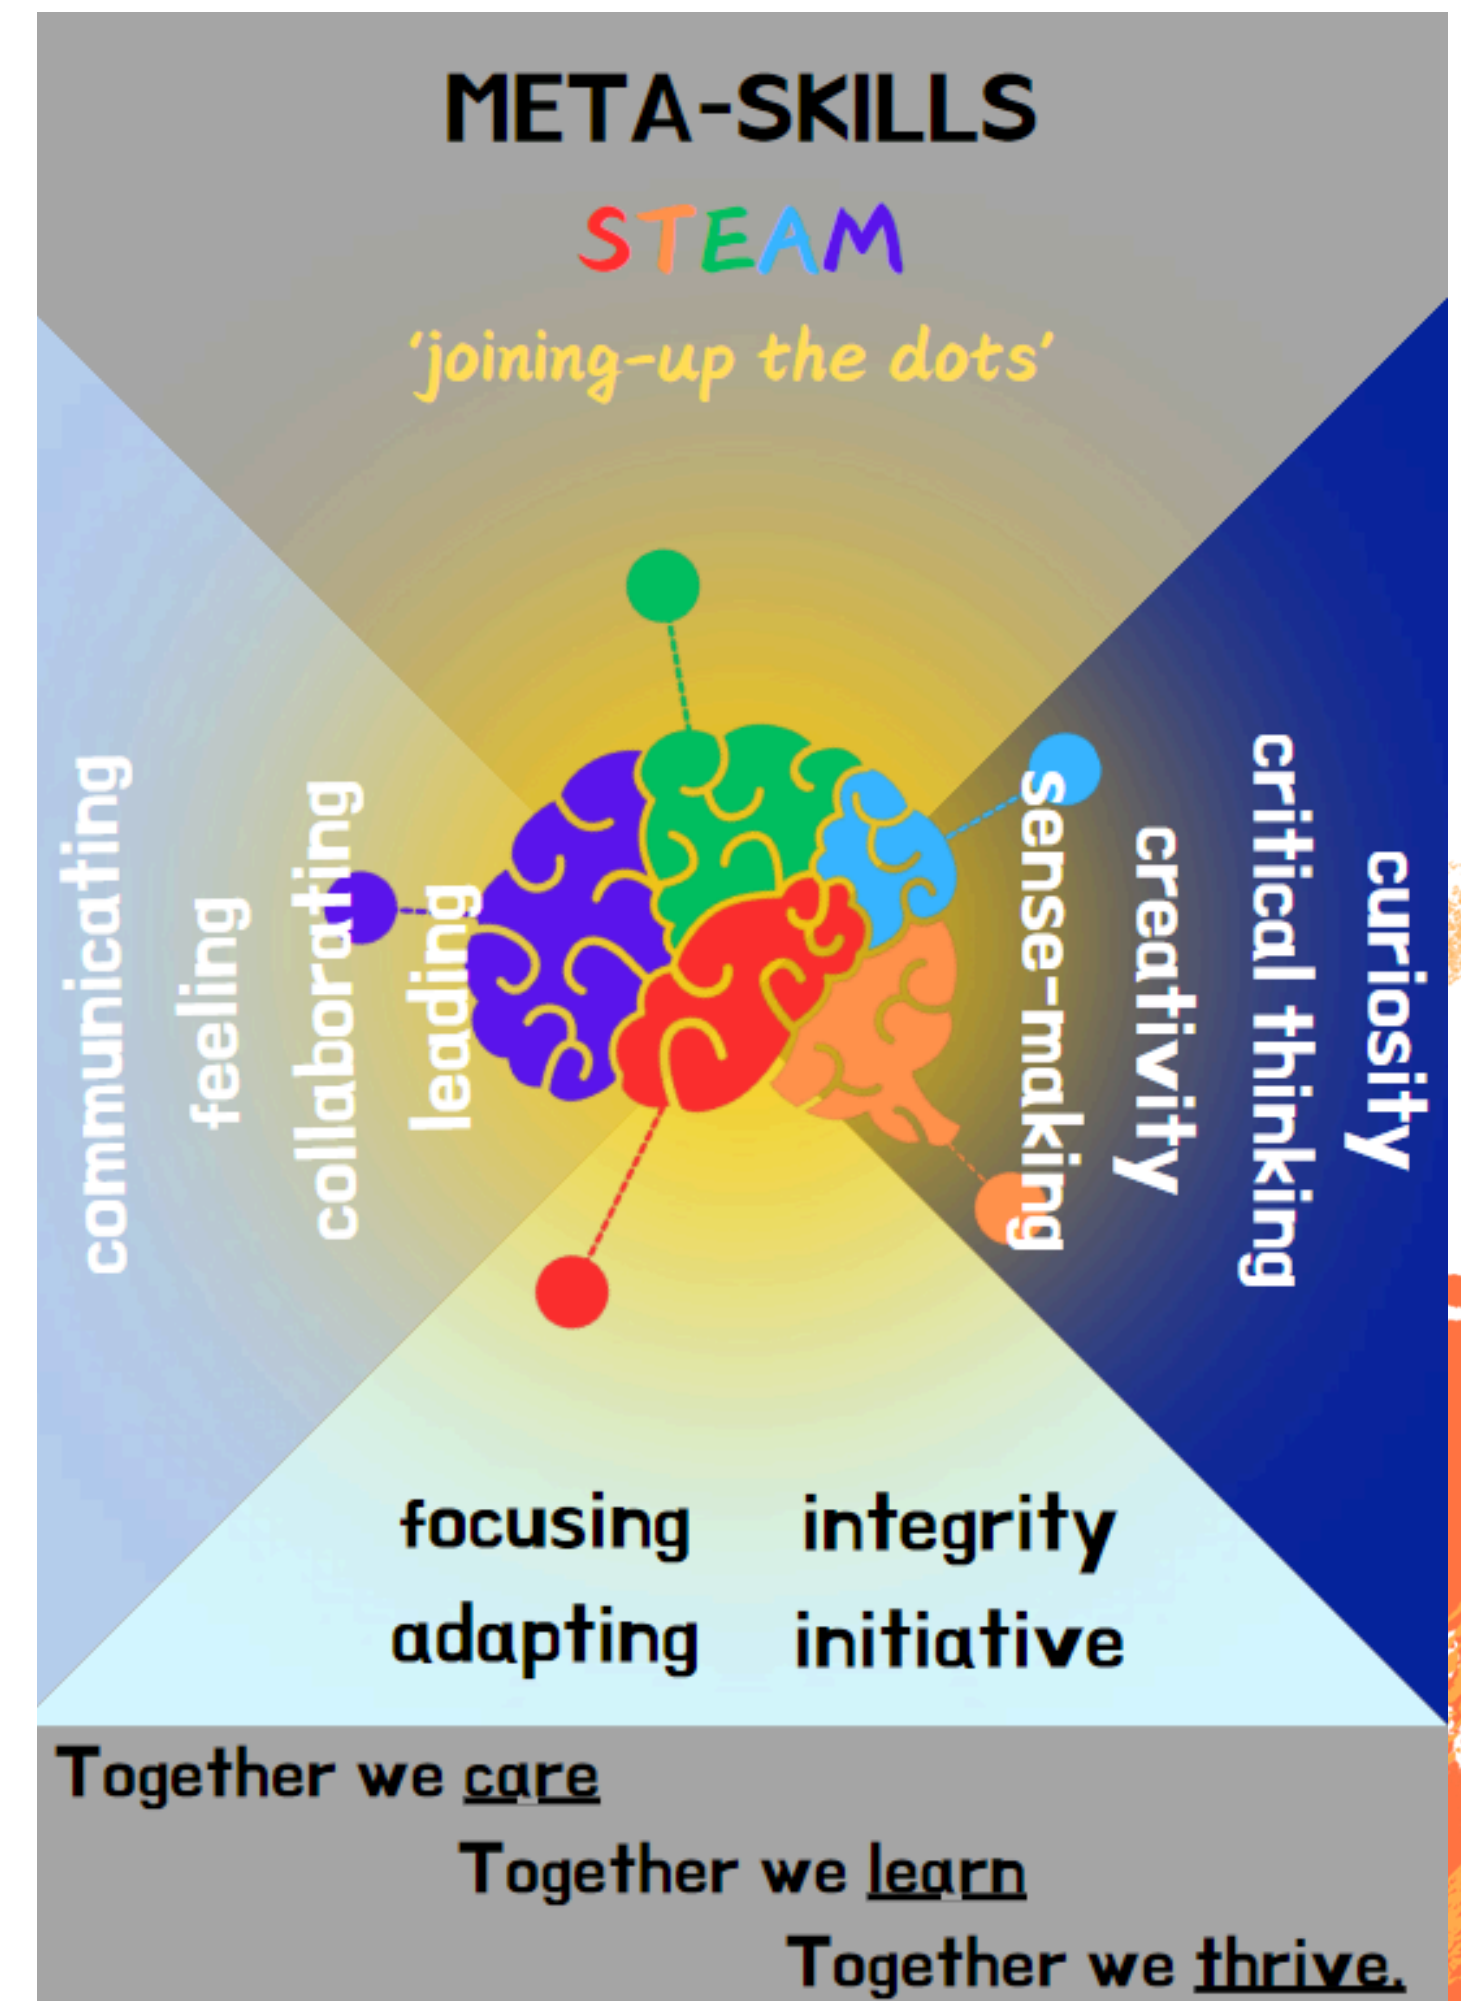 META-SKILLS
STEAM
‘joining-up the dots’
communicating
feeling
collaborating
leading
sense-making
creativity
critical thinking
curiosity
focusing integrity
adapting initiative
Together we care
Together we learn
Together we thrive.